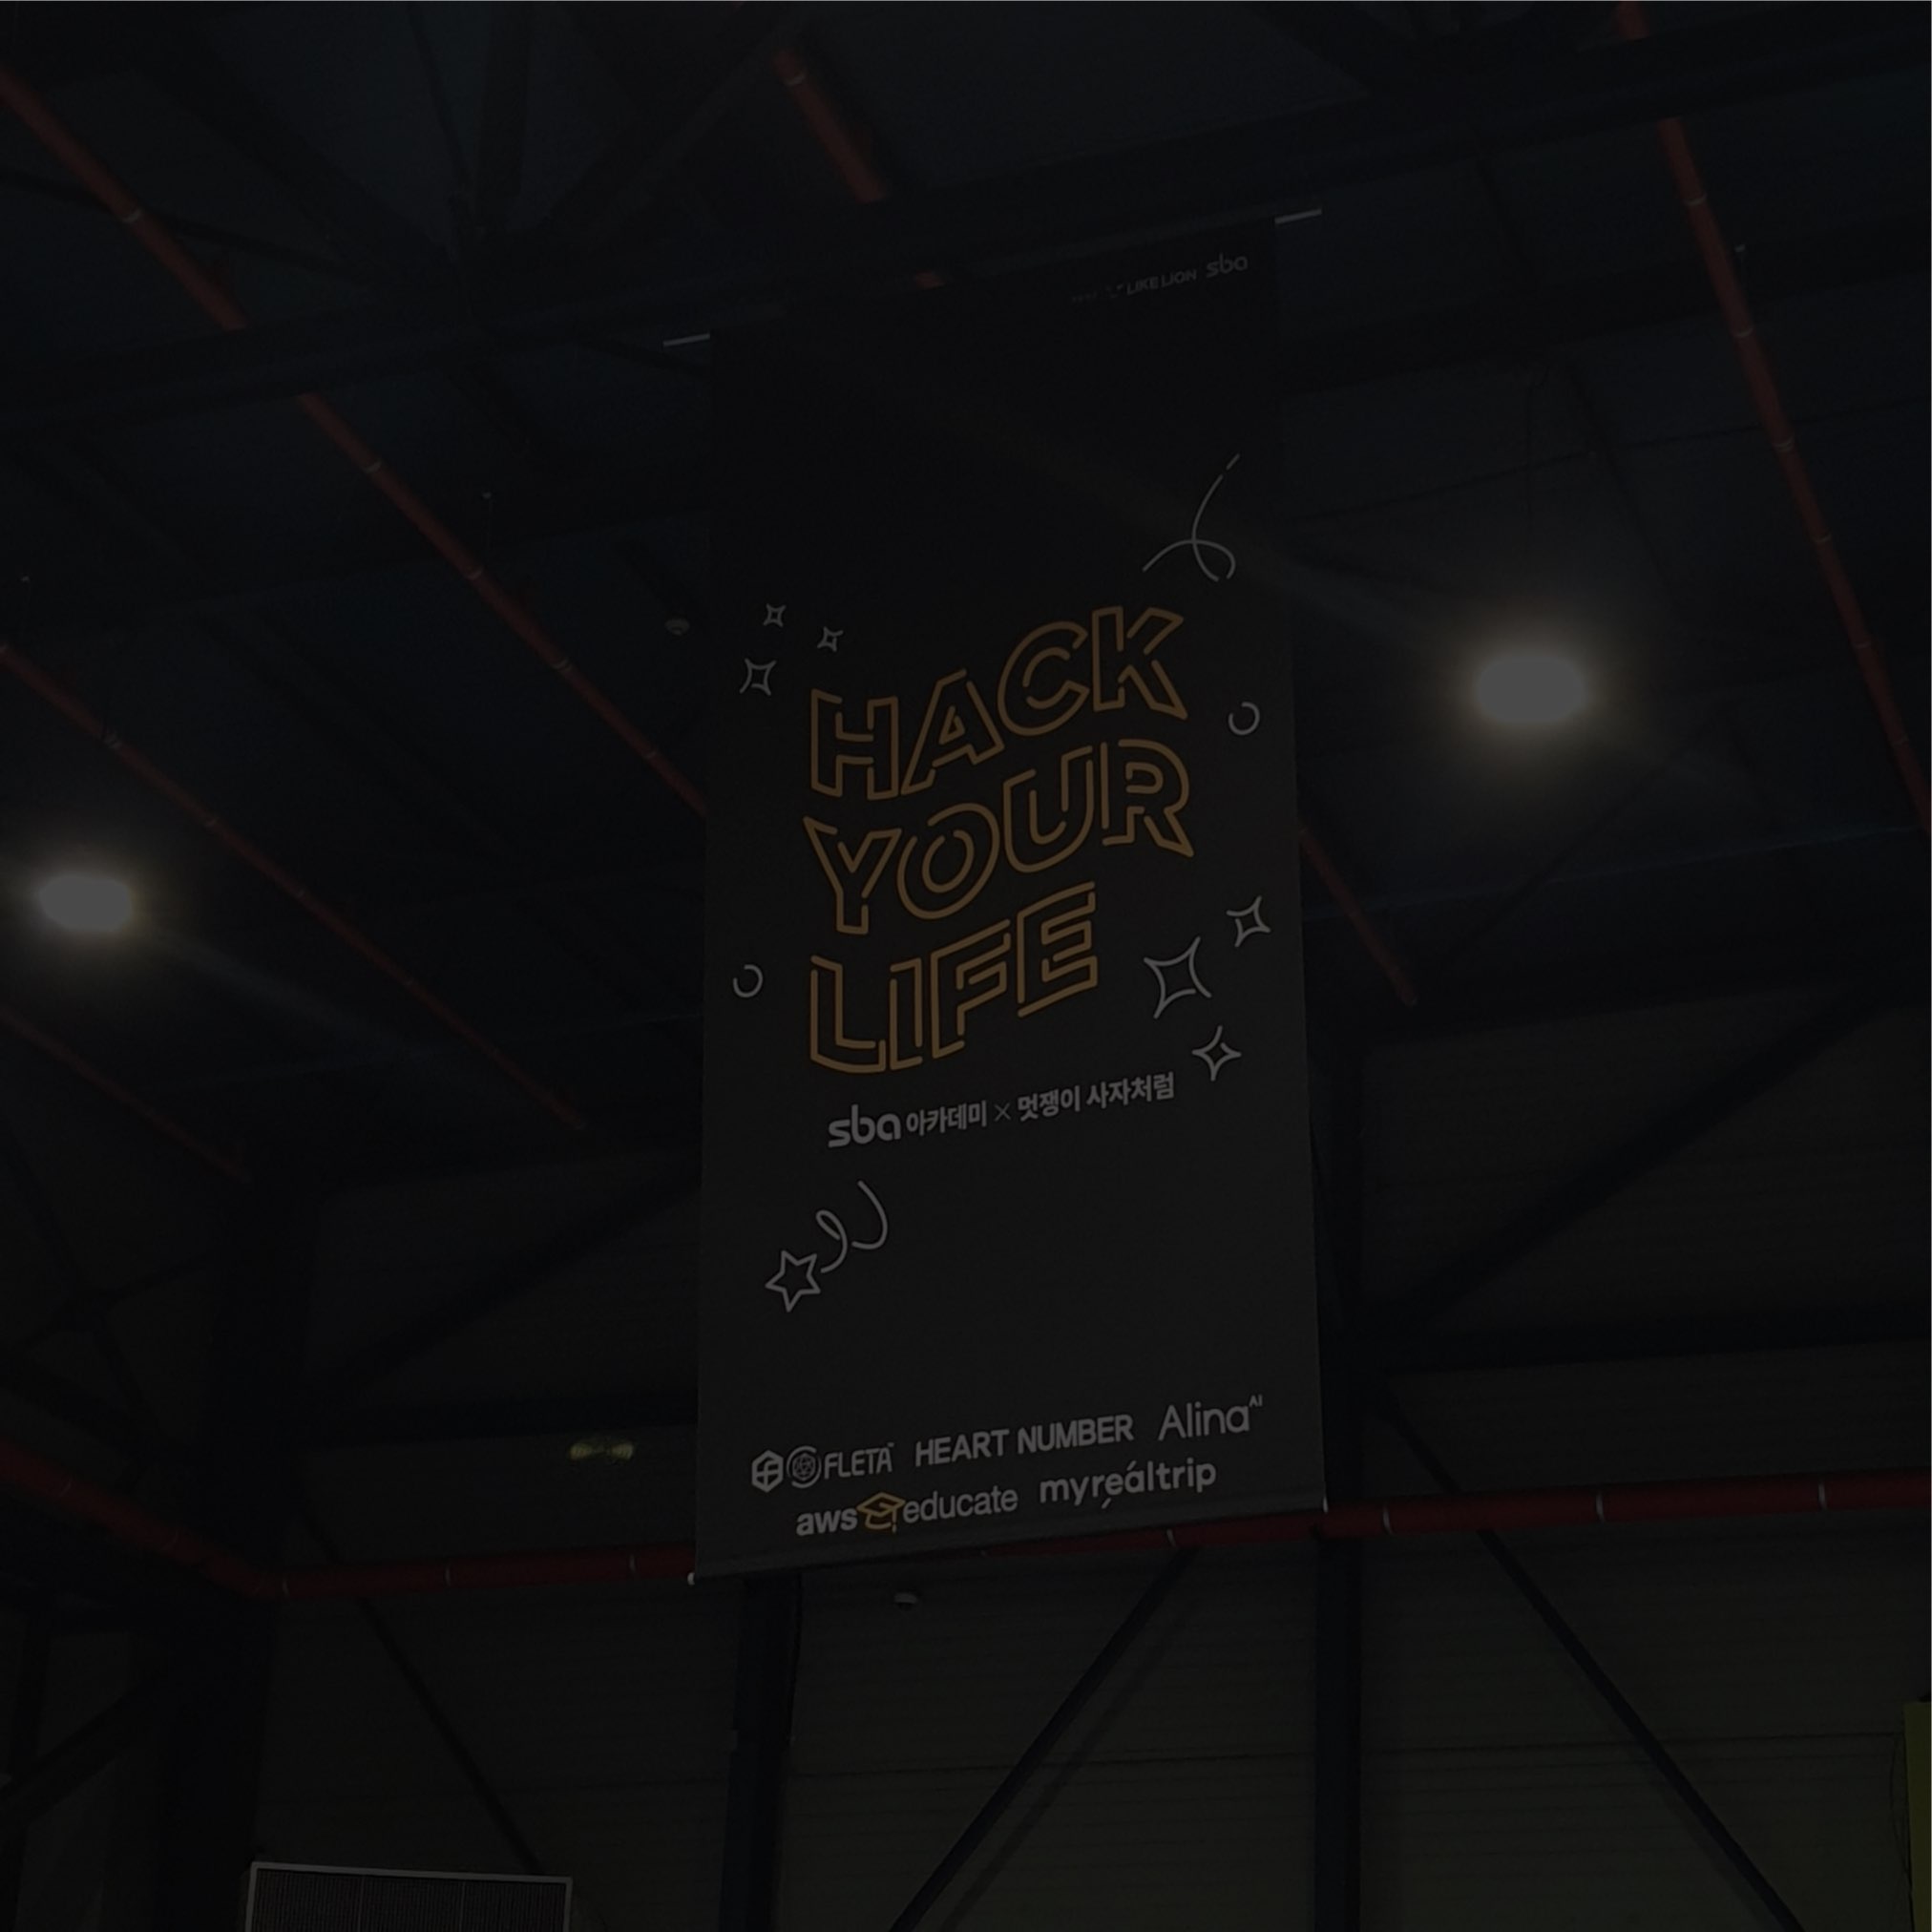 LIKE LION sba
HACK
YOUR
LIFE
sba 아카데미 × 멋쟁이 사자처럼
FLETA HEART NUMBER Alina AI
aws educate myrealtrip